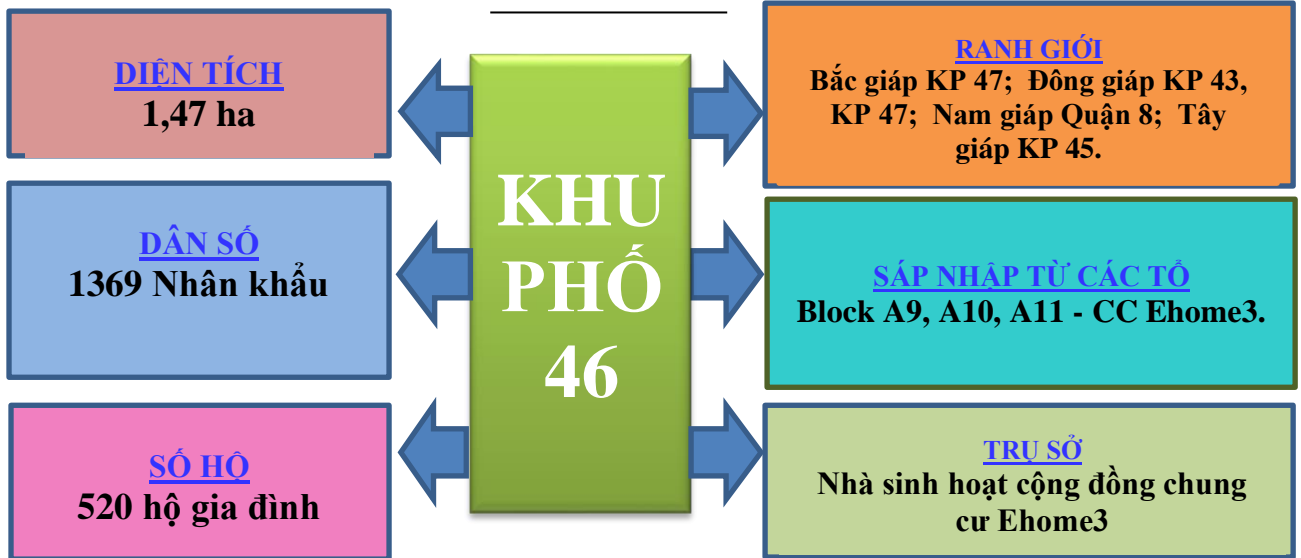 DIỆN TÍCH
1,47 ha
DÂN SỐ
1369 Nhân khẩu
SỐ HỘ
520 hộ gia đình
KHU
PHỐ
46
RANH GIỚI
Bắc giáp KP 47; Đông giáp KP 43,
KP 47; Nam giáp Quận 8; Tây
giáp KP 45.
SÁP NHẬP TỪ CÁC TỔ
Block A9, A10, A11 - CC Ehome3.
TRỤ SỞ
Nhà sinh hoạt cộng đồng chung
cư Ehome3